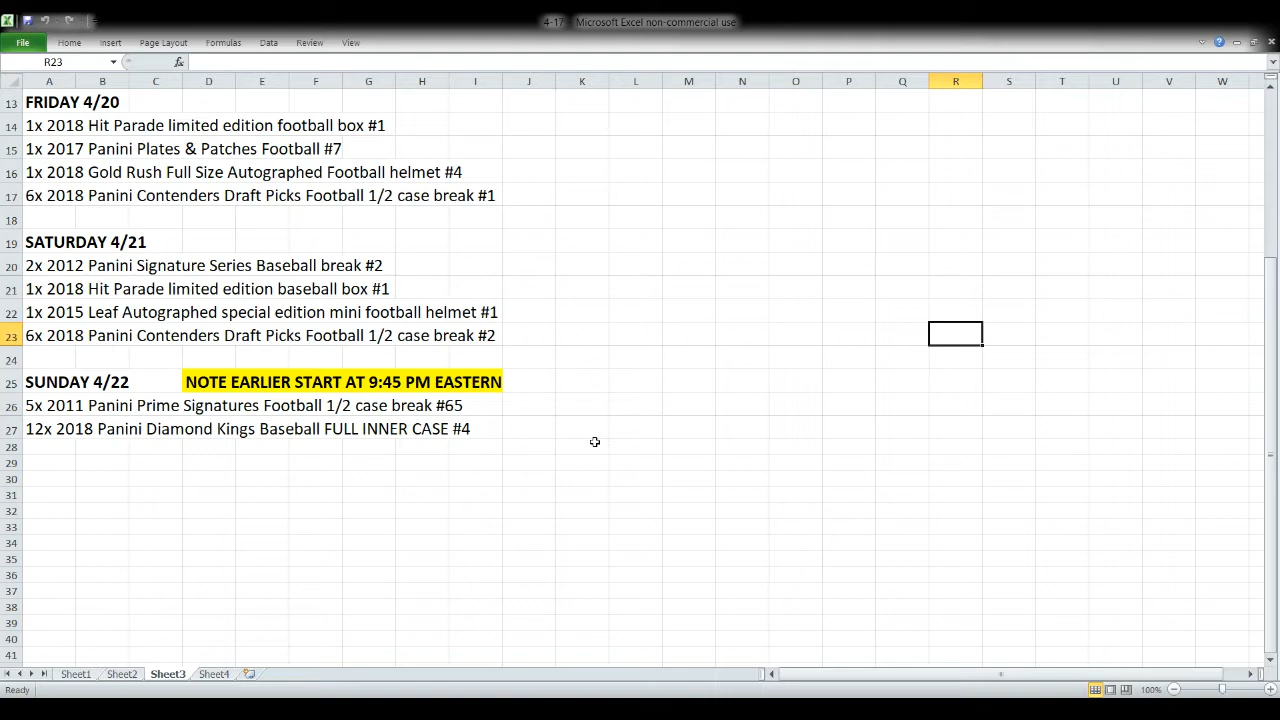 4-17 - Microsoft Excel non-commercial use
File Home Insert Page Layout Formulas Data Review View
R23 fx
A B C D E F G H I J K L M N O P Q R S T U V W
13 FRIDAY 4/20
14 1x 2018 Hit Parade limited edition football box #1
15 1x 2017 Panini Plates & Patches Football #7
16 1x 2018 Gold Rush Full Size Autographed Football helmet #4
17 6x 2018 Panini Contenders Draft Picks Football 1/2 case break #1
18
19 SATURDAY 4/21
20 2x 2012 Panini Signature Series Baseball break #2
21 1x 2018 Hit Parade limited edition baseball box #1
22 1x 2015 Leaf Autographed special edition mini football helmet #1
23 6x 2018 Panini Contenders Draft Picks Football 1/2 case break #2
24
25 SUNDAY 4/22 NOTE EARLIER START AT 9:45 PM EASTERN
26 5x 2011 Panini Prime Signatures Football 1/2 case break #65
27 12x 2018 Panini Diamond Kings Baseball FULL INNER CASE #4
28
29
30
31
32
33
34
35
36
37
38
39
40
41
Sheet1 Sheet2 Sheet3 Sheet4
Ready 100%